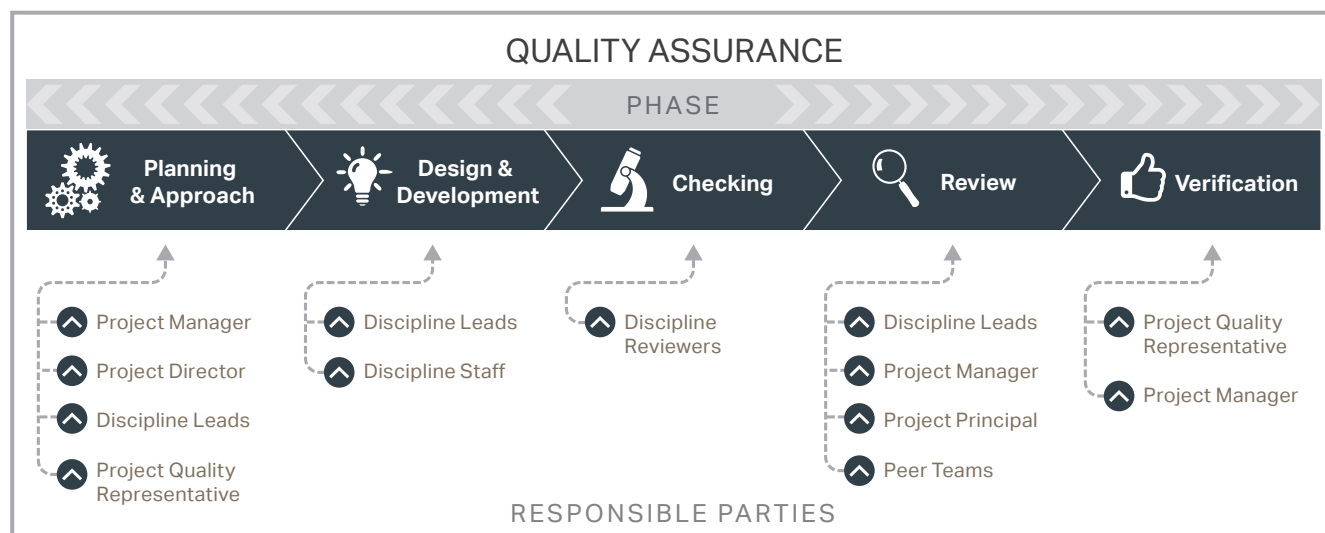 QUALITY ASSURANCE
PHASE
Planning
& Approach
Design &
Development
Checking
Review
Verification
Project Manager
Project Director
Discipline Leads
Project Quality
Representative
Discipline Leads
Discipline Staff
Discipline
Reviewers
Discipline Leads
Project Manager
Project Principal
Peer Teams
Project Quality
Representative
Project Manager
RESPONSIBLE PARTIES